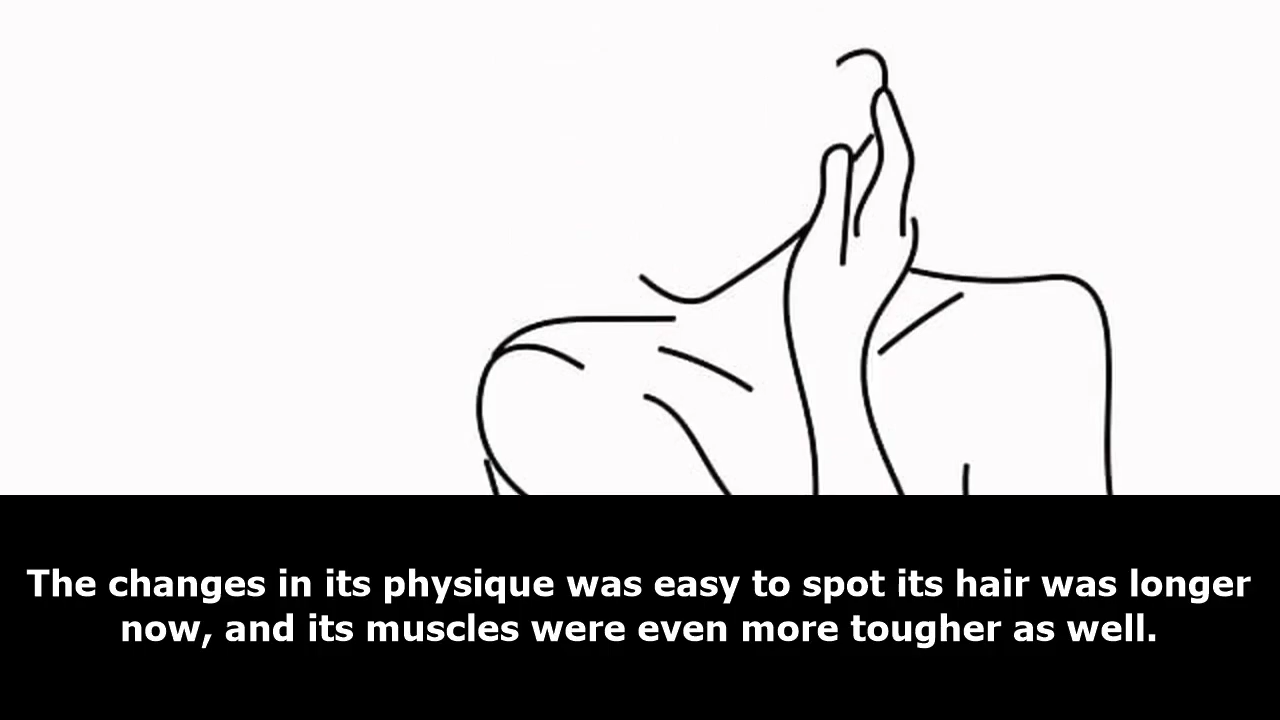 The changes in its physique was easy to spot its hair was longer
now, and its muscles were even more tougher as well.